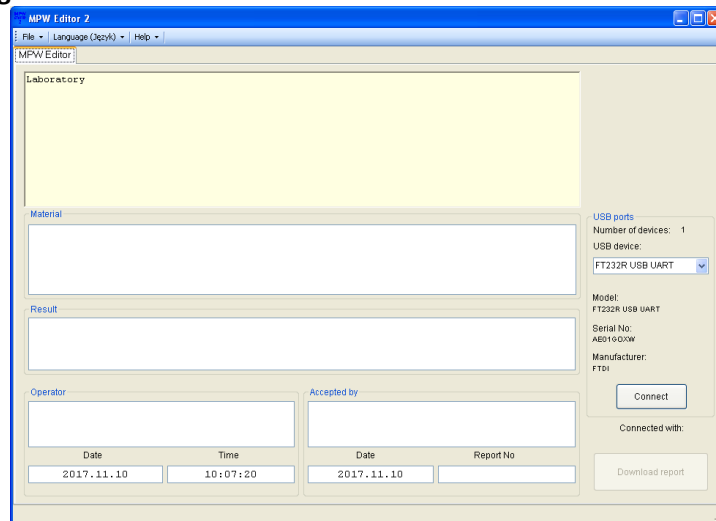 MPW Editor 2
File Language (Język) Help
MPW Editor
Laboratory
Material
Result
Operator
Accepted by
Date Time Date Report No
2017.11.10 10:07:20 2017.11.10
USB ports
Number of devices: 1
USB device:
FT232R USB UART
Model:
FT232R USB UART
Serial No:
AE01GOXW
Manufacturer:
FTDI
Connect
Connected with:
Download report